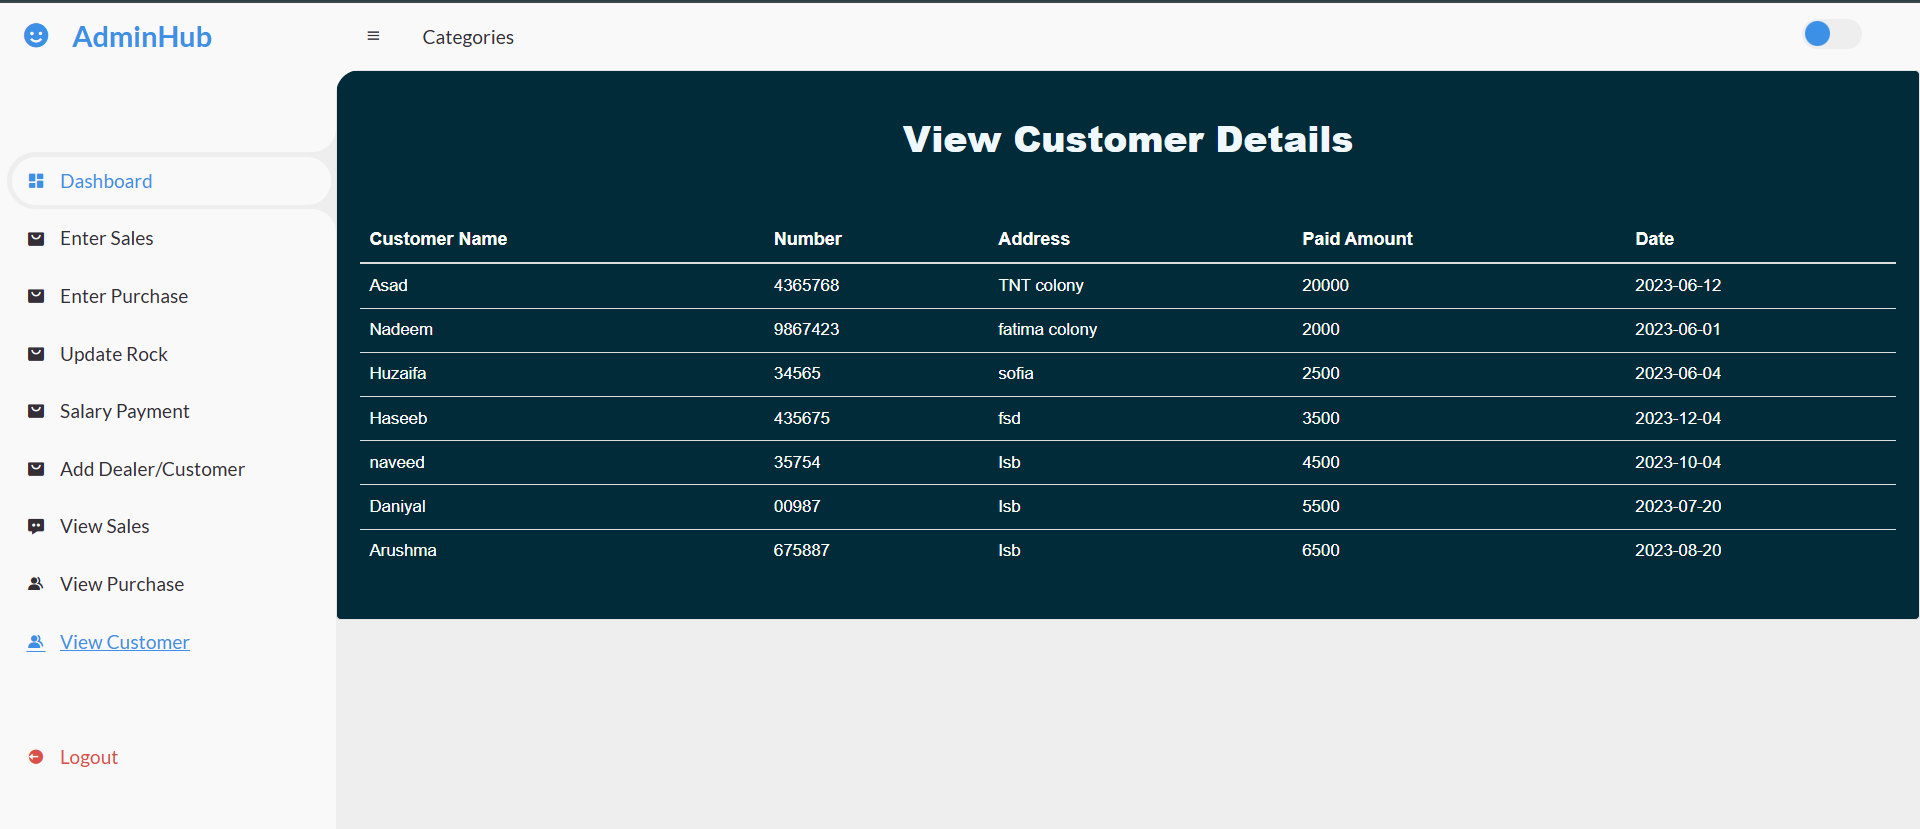 AdminHub
Categories
Dashboard
Enter Sales
Enter Purchase
Update Rock
Salary Payment
Add Dealer/Customer
View Sales
View Purchase
View Customer
Logout
View Customer Details
Customer Name Number Address Paid Amount Date
Asad 4365768 TNT colony 20000 2023-06-12
Nadeem 9867423 fatima colony 2000 2023-06-01
Huzaifa 34565 sofia 2500 2023-06-04
Haseeb 435675 fsd 3500 2023-12-04
naveed 35754 Isb 4500 2023-10-04
Daniyal 00987 Isb 5500 2023-07-20
Arushma 675887 Isb 6500 2023-08-20